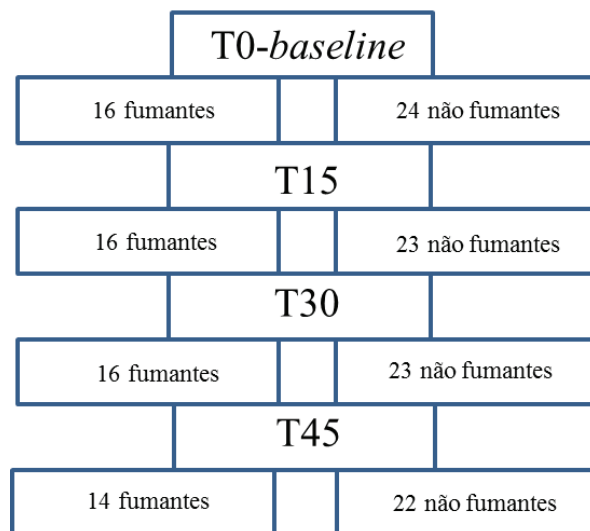 T0-baseline
16 fumantes
24 não fumantes
T15
16 fumantes
23 não fumantes
T30
16 fumantes
23 não fumantes
T45
14 fumantes
22 não fumantes